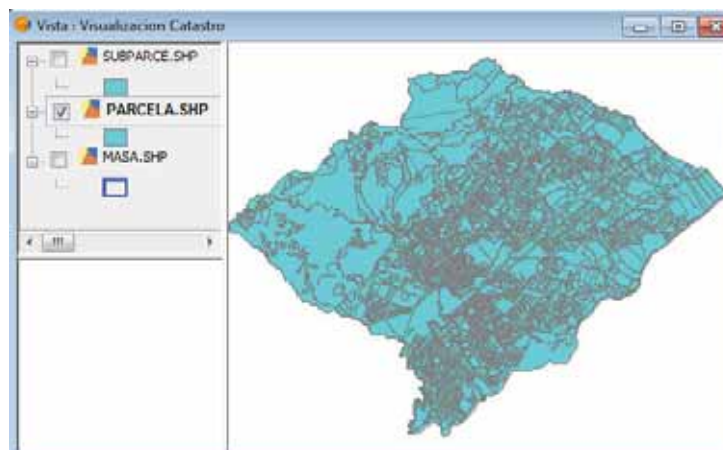 Vista : Visualizacion Catastro
SUBPARCE.SHP
PARCELA.SHP
MASA.SHP